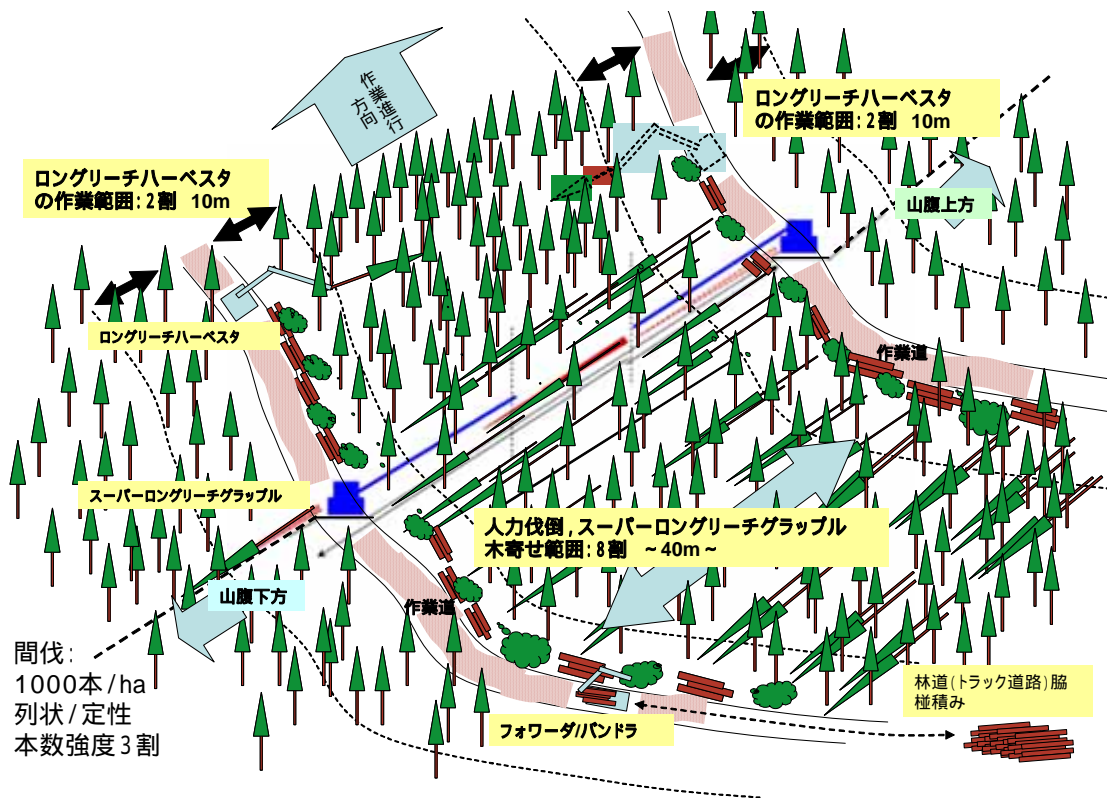 作業進行
方向
ロングリーチハーベスタ
の作業範囲:2割 10m
ロングリーチハーベスタ
の作業範囲:2割 10m
山腹上方
ロングリーチハーベスタ
作業道
スーパーロングリーチグラップル
人力伐倒,スーパーロングリーチグラップル
木寄せ範囲:8割 ~40m~
山腹下方
作業道
間伐:
1000本/ha
列状/定性
本数強度3割
林道(トラック道路)脇
椪積み
フォワーダ/バンドラ